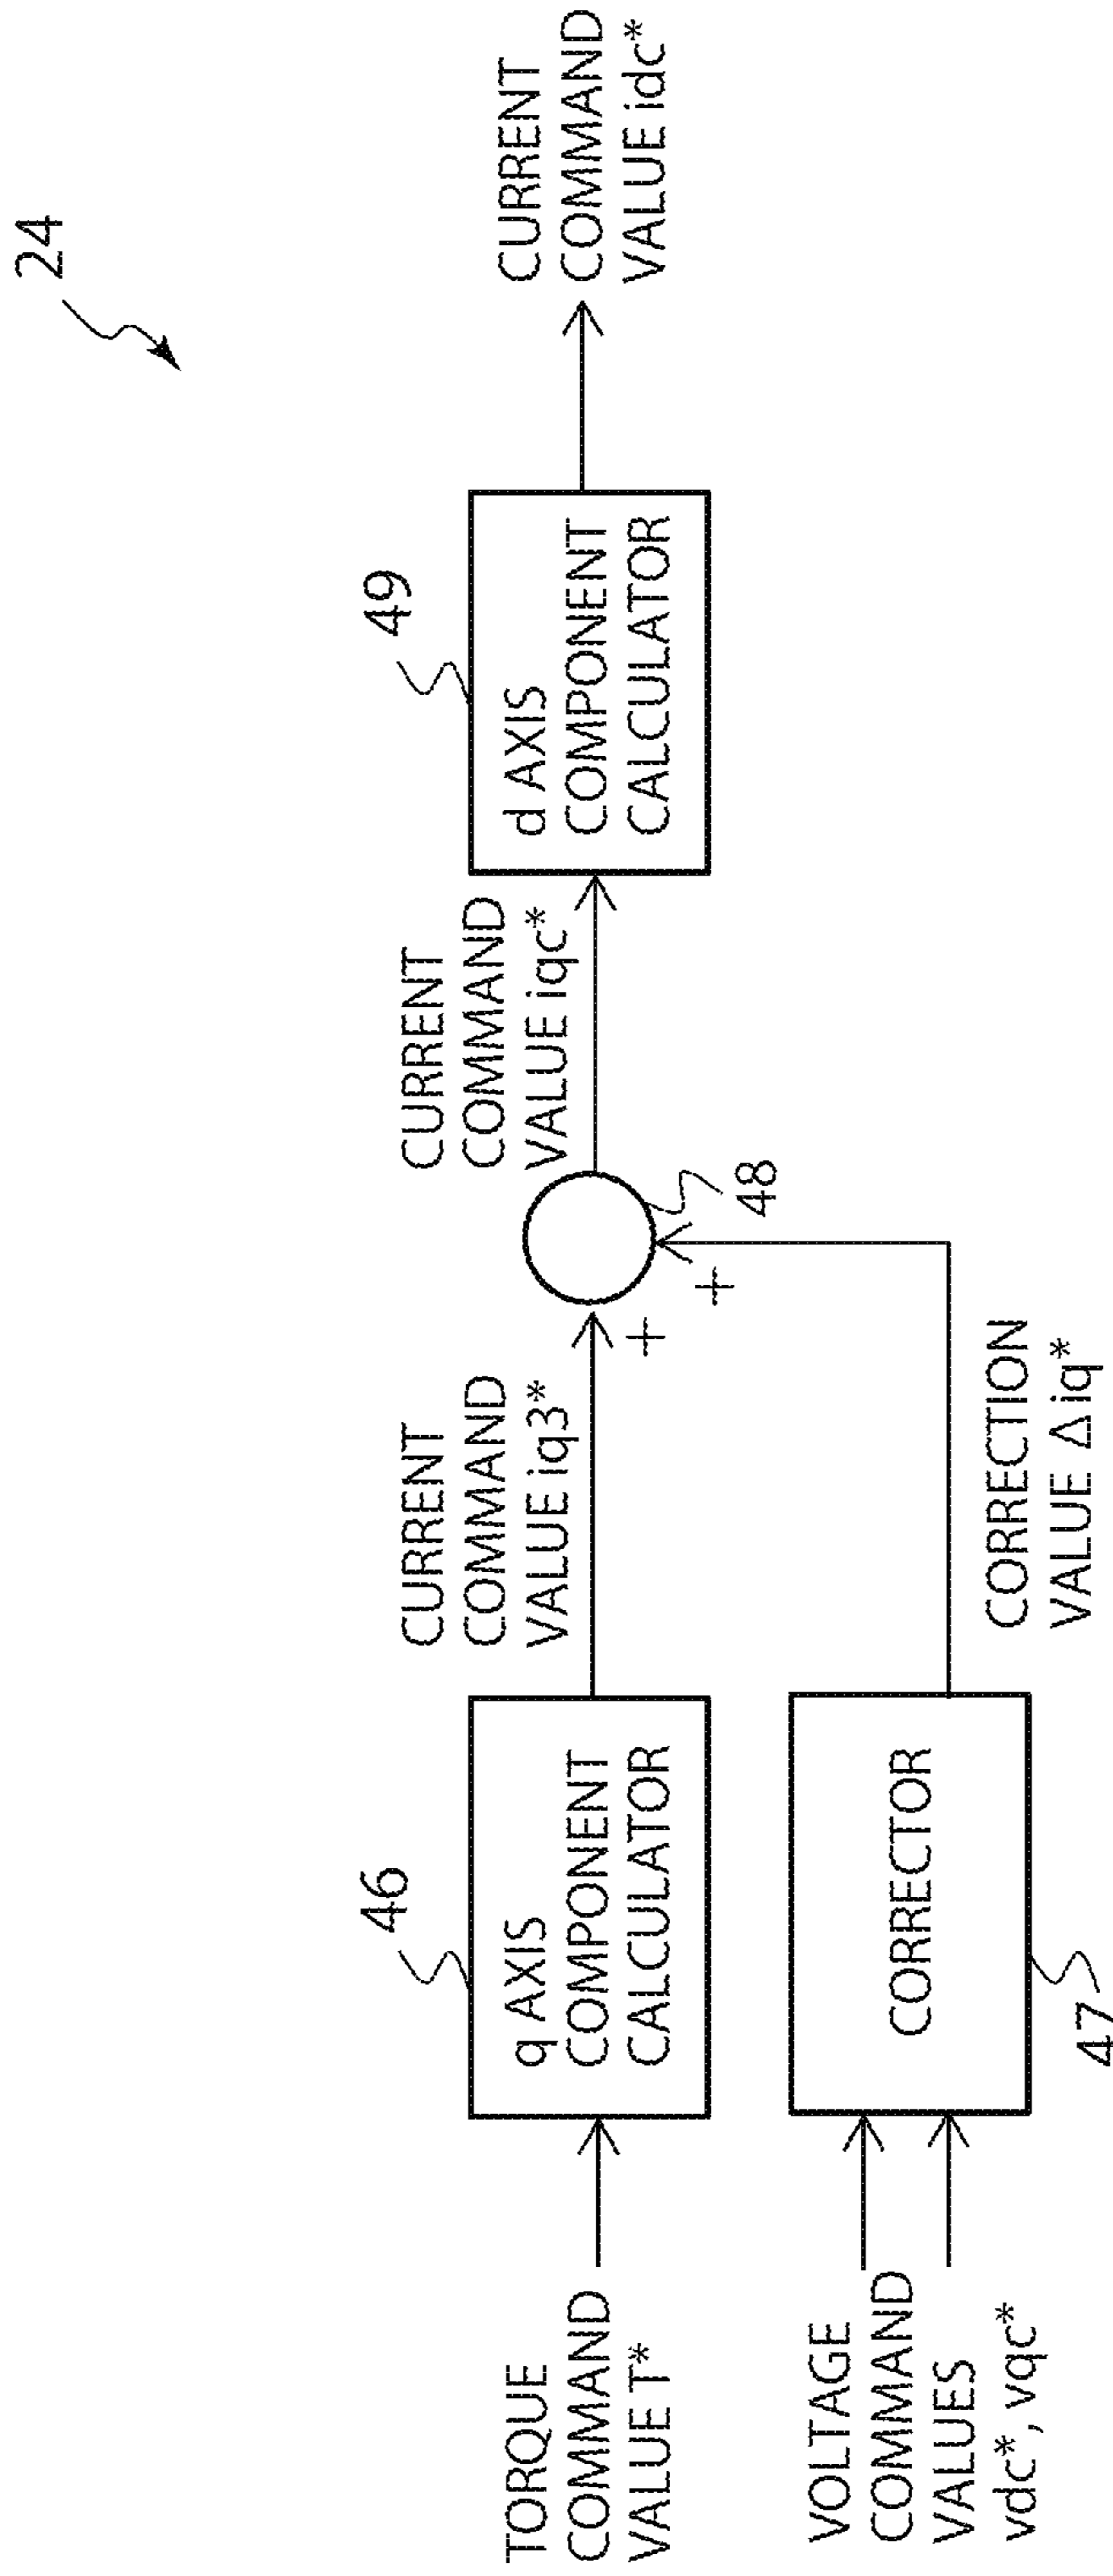 24
TORQUE
COMMAND
VALUE T*
46
q AXIS
COMPONENT
CALCULATOR
CURRENT
COMMAND
VALUE iq3*
+
+
48
CURRENT
COMMAND
VALUE iqc*
49
d AXIS
COMPONENT
CALCULATOR
CURRENT
COMMAND
VALUE idc*
VOLTAGE
COMMAND
VALUES
vdc*, vqc*
CORRECTOR
47
CORRECTION
VALUE Δiq*